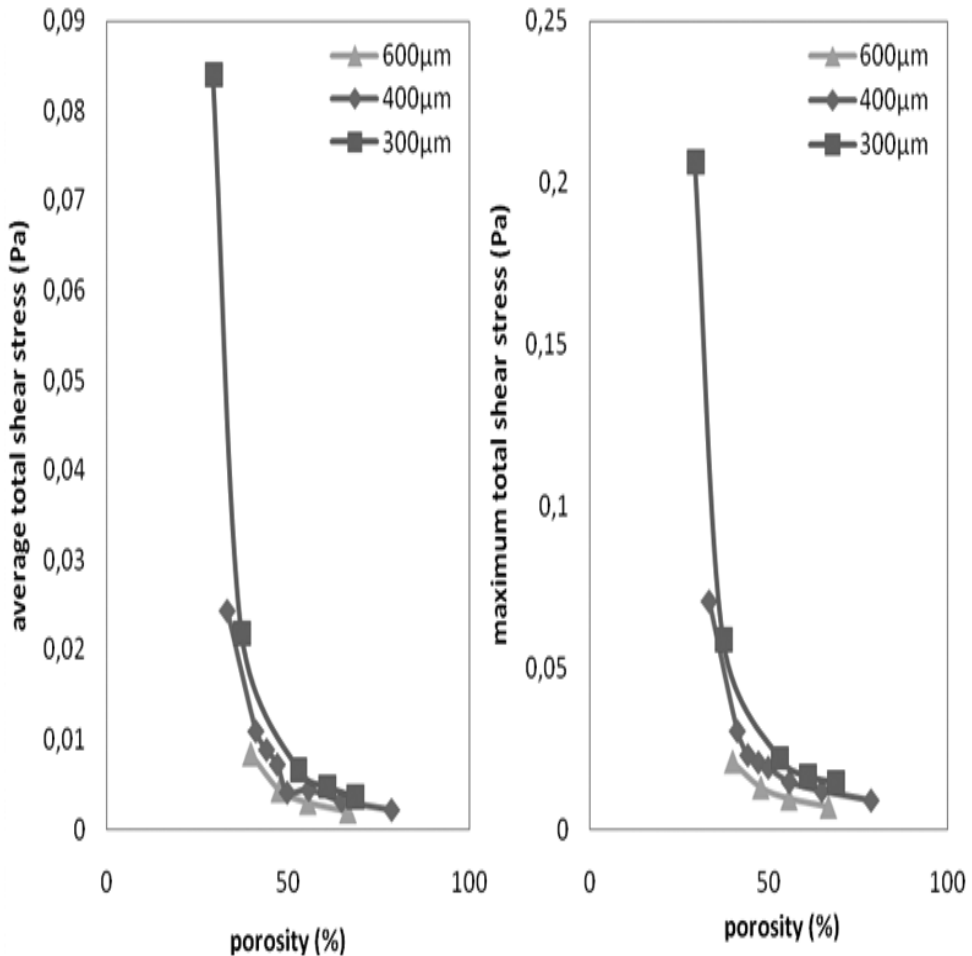 average total shear stress (Pa)
0,09
0,08
0,07
0,06
0,05
0,04
0,03
0,02
0,01
0
0
50
100
porosity (%)
600µm
400µm
300µm
maximum total shear stress (Pa)
0,25
0,2
0,15
0,1
0,05
0
0
50
100
porosity (%)
600µm
400µm
300µm